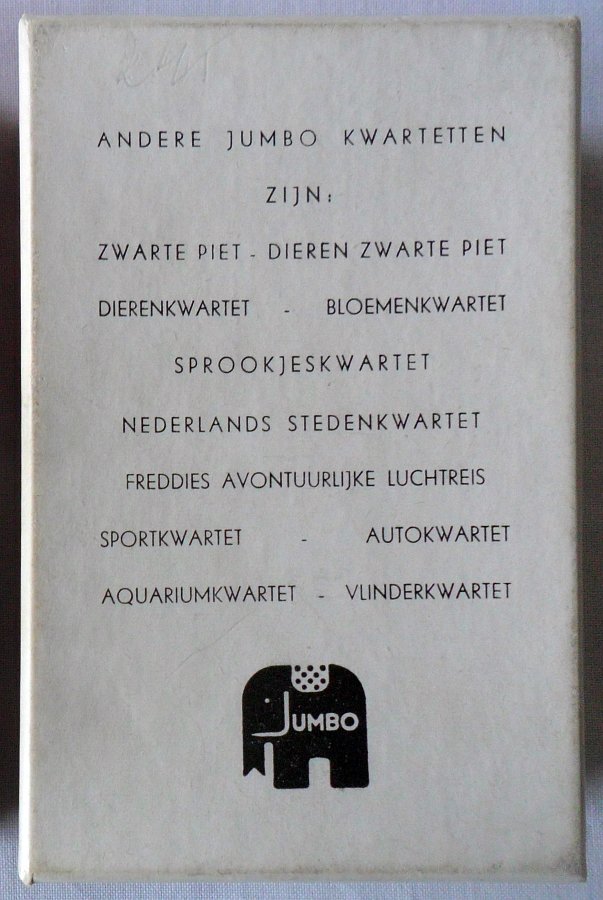 ANDERE JUMBO KWARTETTEN
ZIJN:
ZWARTE PIET - DIEREN ZWARTE PIET
DIERENKWARTET - BLOEMENKWARTET
SPROOKJESKWARTET
NEDERLANDS STEDENKWARTET
FREDDIES AVONTUURLIJKE LUCHTREIS
SPORTKWARTET - AUTOKWARTET
AQUARIUMKWARTET - VLINDERKWARTET
JUMBO